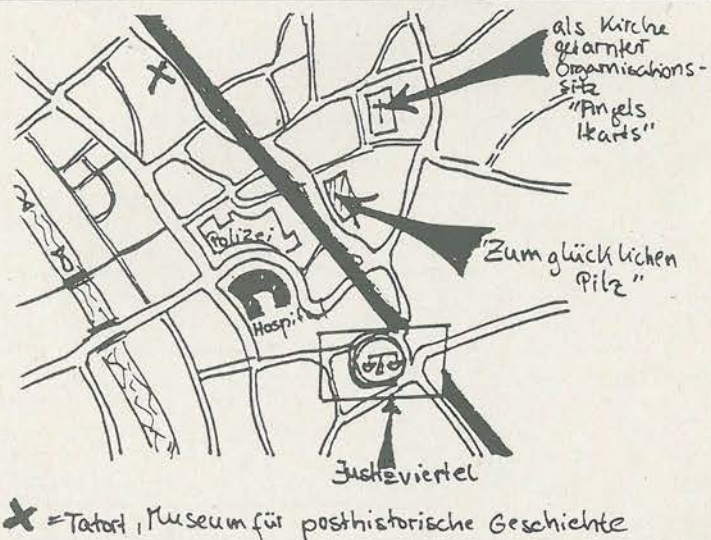 als Kirche
getarnter
Organisations-
sitz
"Angels
Hearts"
Polizei
"Zum glücklichen
Pilz"
Hospital
Justizviertel
X = Tatort, Museum für posthistorische Geschichte